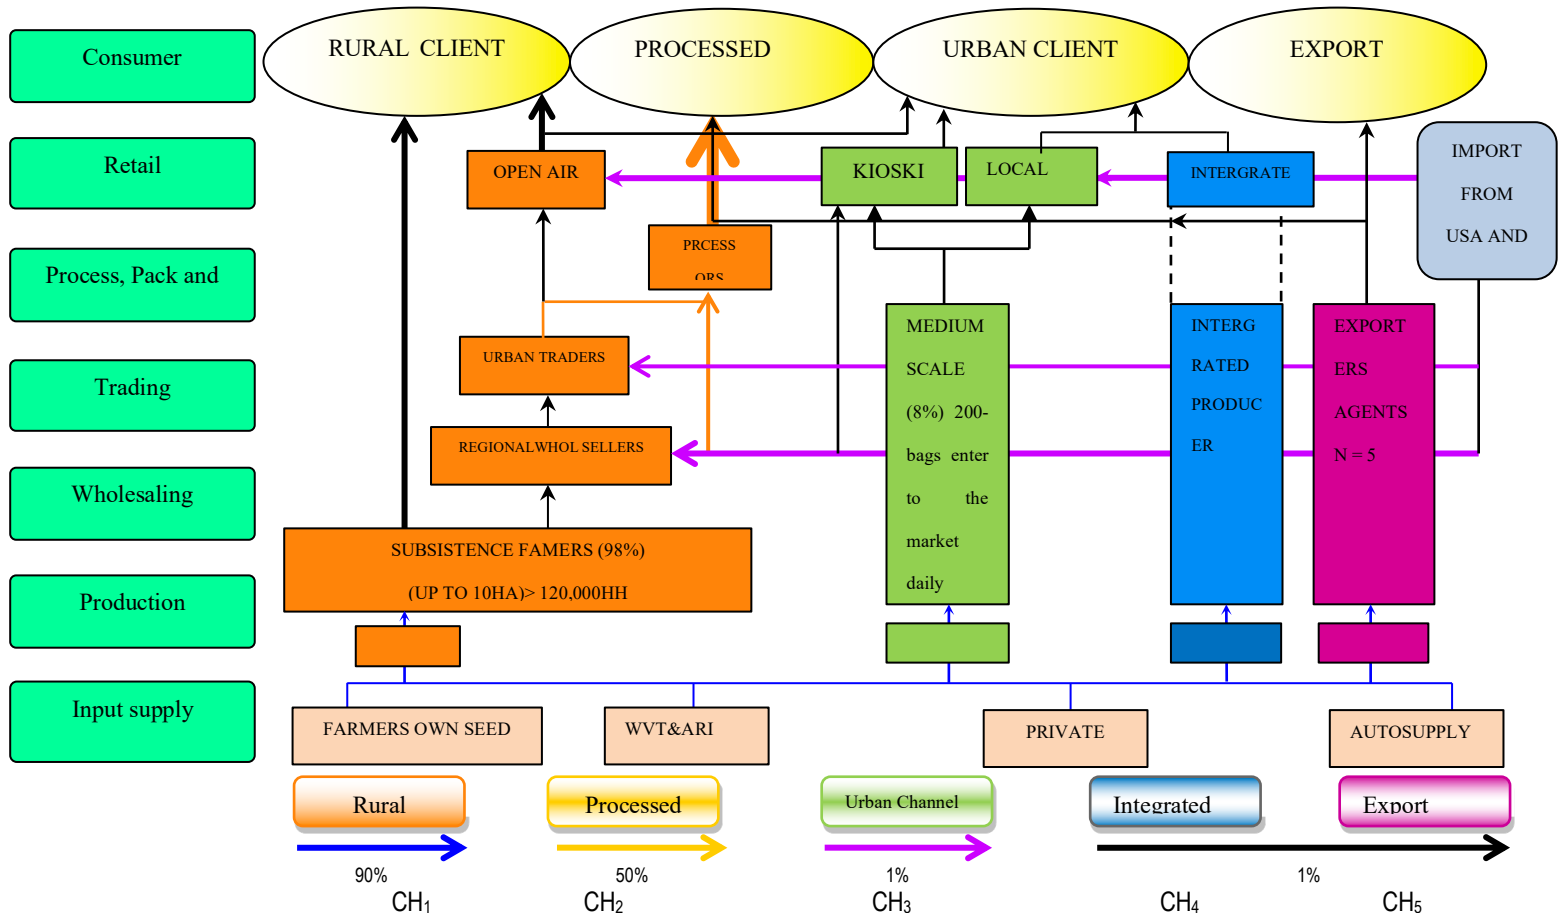 Consumer
RURAL CLIENT
PROCESSED
URBAN CLIENT
EXPORT
Retail
OPEN AIR
KIOSKI
LOCAL
INTERGRATE
IMPORT
FROM
USA AND
Process, Pack and
PRCESS
ORS
Trading
URBAN TRADERS
REGIONALWHOL SELLERS
MEDIUM
SCALE
(8%) 200-
bags enter
to the
market
daily
INTERG
RATED
PRODUC
ER
EXPORT
ERS
AGENTS
N = 5
Wholesaling
SUBSISTENCE FAMERS (98%)
(UP TO 10HA)> 120,000HH
Production
Input supply
FARMERS OWN SEED
WVT&ARI
PRIVATE
AUTOSUPPLY
Rural
Processed
Urban Channel
Integrated
Export
90%
50%
1%
1%
CH₁
CH₂
CH₃
CH₄
CH₅